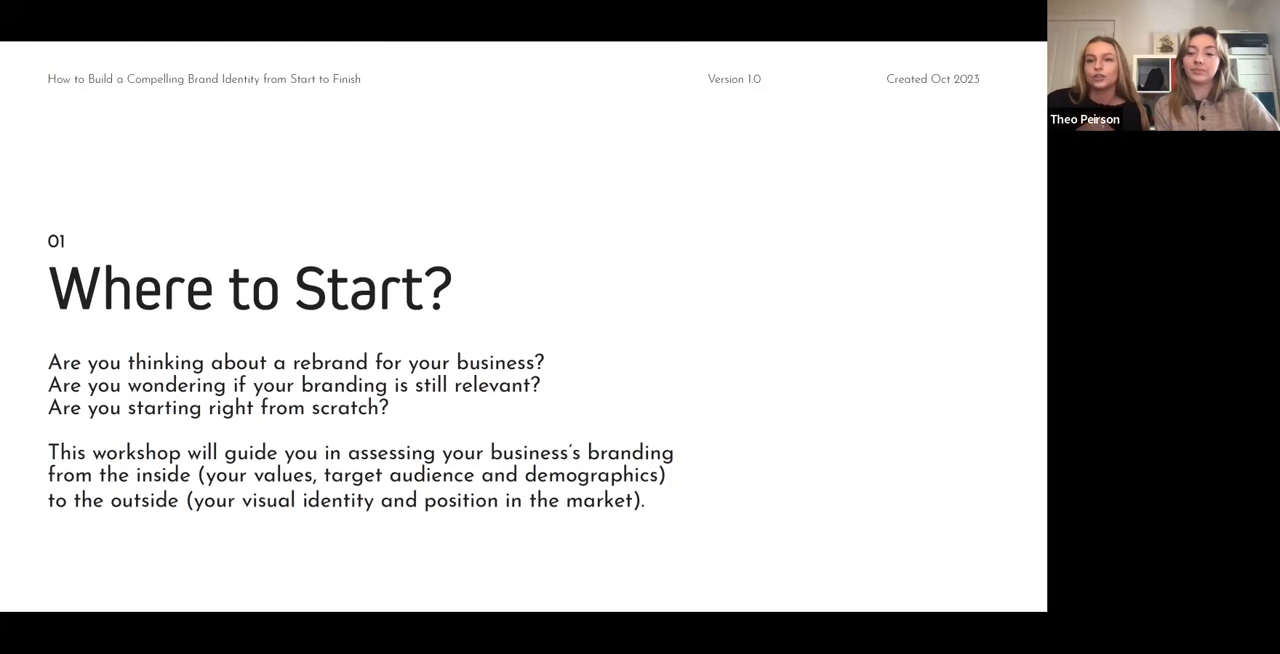 How to Build a Compelling Brand Identity from Start to Finish
Version 1.0
Created Oct 2023
Theo Peirson
01
Where to Start?
Are you thinking about a rebrand for your business?
Are you wondering if your branding is still relevant?
Are you starting right from scratch?
This workshop will guide you in assessing your business's branding
from the inside (your values, target audience and demographics)
to the outside (your visual identity and position in the market).